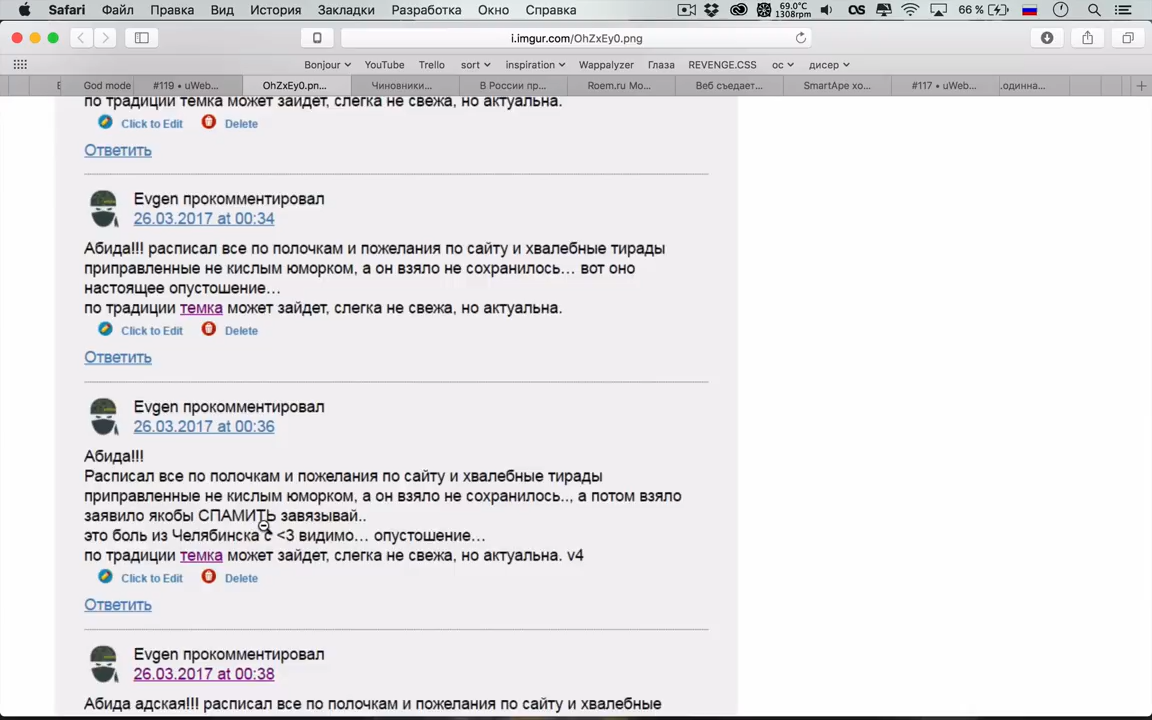 Safari Файл Правка Вид История Закладки Разработка Окно Справка 69.0°C 1308rpm OS 66 %
i.imgur.com/OhZxEy0.png
Bonjour YouTube Trello sort inspiration Wappalyzer Глаза REVENGE.CSS ос дисер
God mode #119 • uWeb... OhZxEy0.pn... Чиновники... В России пр... Roem.ru Mo... Веб съедает... SmartApe хо... #117 • uWeb... .одинна...
по традиции темка может зайдет, слегка не свежа, но актуальна.
Click to Edit Delete
Ответить
Evgen прокомментировал
26.03.2017 at 00:34
Абида!!! расписал все по полочкам и пожелания по сайту и хвалебные тирады
приправленные не кислым юморком, а он взяло не сохранилось… вот оно
настоящее опустошение…
по традиции темка может зайдет, слегка не свежа, но актуальна.
Click to Edit Delete
Ответить
Evgen прокомментировал
26.03.2017 at 00:36
Абида!!!
Расписал все по полочкам и пожелания по сайту и хвалебные тирады
приправленные не кислым юморком, а он взяло не сохранилось.., а потом взяло
заявило якобы СПАМИТЬ завязывай..
это боль из Челябинска с <3 видимо… опустошение…
по традиции темка может зайдет, слегка не свежа, но актуальна. v4
Click to Edit Delete
Ответить
Evgen прокомментировал
26.03.2017 at 00:38
Абида адская!!! расписал все по полочкам и пожелания по сайту и хвалебные